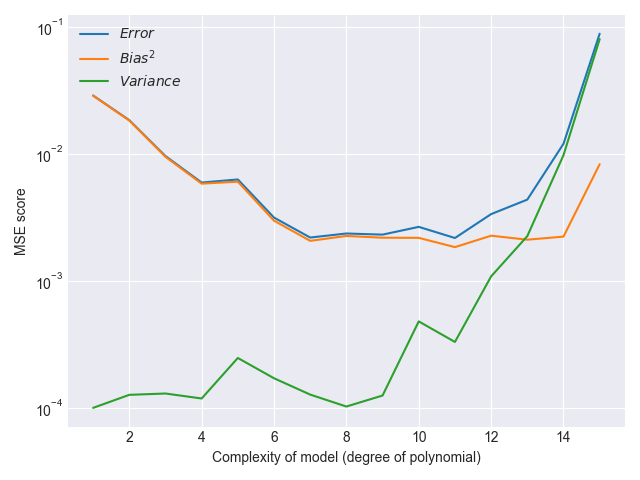 Error
Bias²
Variance
10⁻¹
10⁻²
10⁻³
10⁻⁴
MSE score
2 4 6 8 10 12 14
Complexity of model (degree of polynomial)